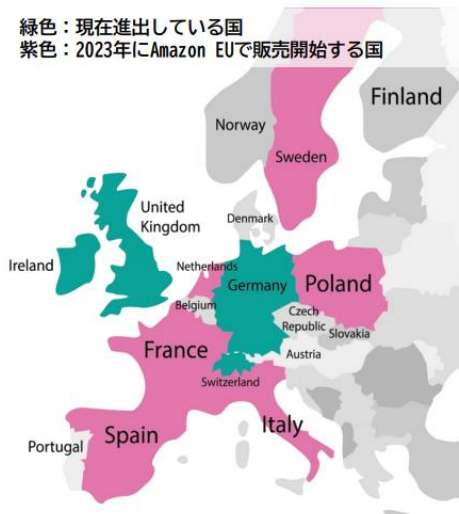 緑色：現在進出している国
紫色：2023年にAmazon EUで販売開始する国
Finland
Norway
Sweden
United
Kingdom
Denmark
Ireland
Netherlands
Germany
Poland
Belgium
Czech
Republic
Slovakia
France
Austria
Switzerland
Italy
Spain
Portugal